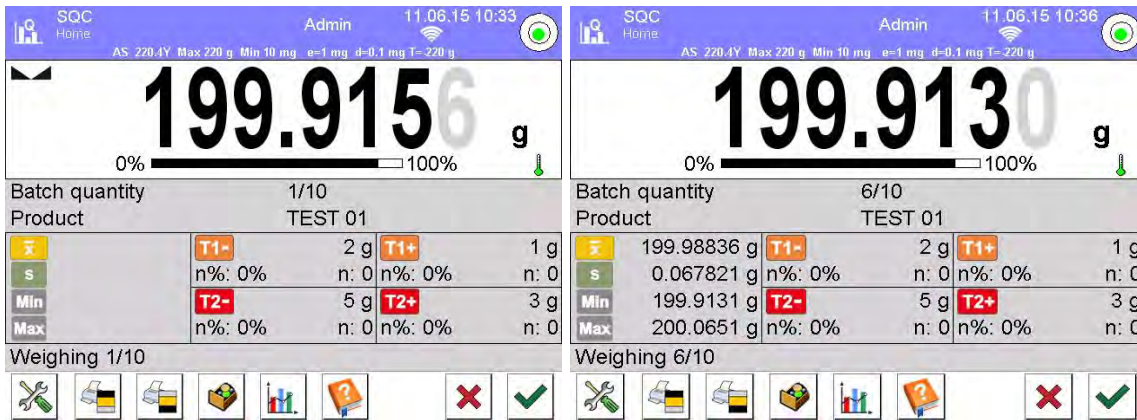 SQC
Home
Admin
11.06.15 10:33
AS 220.4Y Max 220 g Min 10 mg e=1 mg d=0.1 mg T=-220 g
199.9156 g
0% 100%
Batch quantity 1/10
Product TEST 01
x̄ T1- 2 g T1+ 1 g
s n%: 0% n: 0 n%: 0% n: 0
Min T2- 5 g T2+ 3 g
Max n%: 0% n: 0 n%: 0% n: 0
Weighing 1/10
?
SQC
Home
Admin
11.06.15 10:36
AS 220.4Y Max 220 g Min 10 mg e=1 mg d=0.1 mg T=-220 g
199.9130 g
0% 100%
Batch quantity 6/10
Product TEST 01
x̄ 199.98836 g T1- 2 g T1+ 1 g
s 0.067821 g n%: 0% n: 0 n%: 0% n: 0
Min 199.9131 g T2- 5 g T2+ 3 g
Max 200.0651 g n%: 0% n: 0 n%: 0% n: 0
Weighing 6/10
?